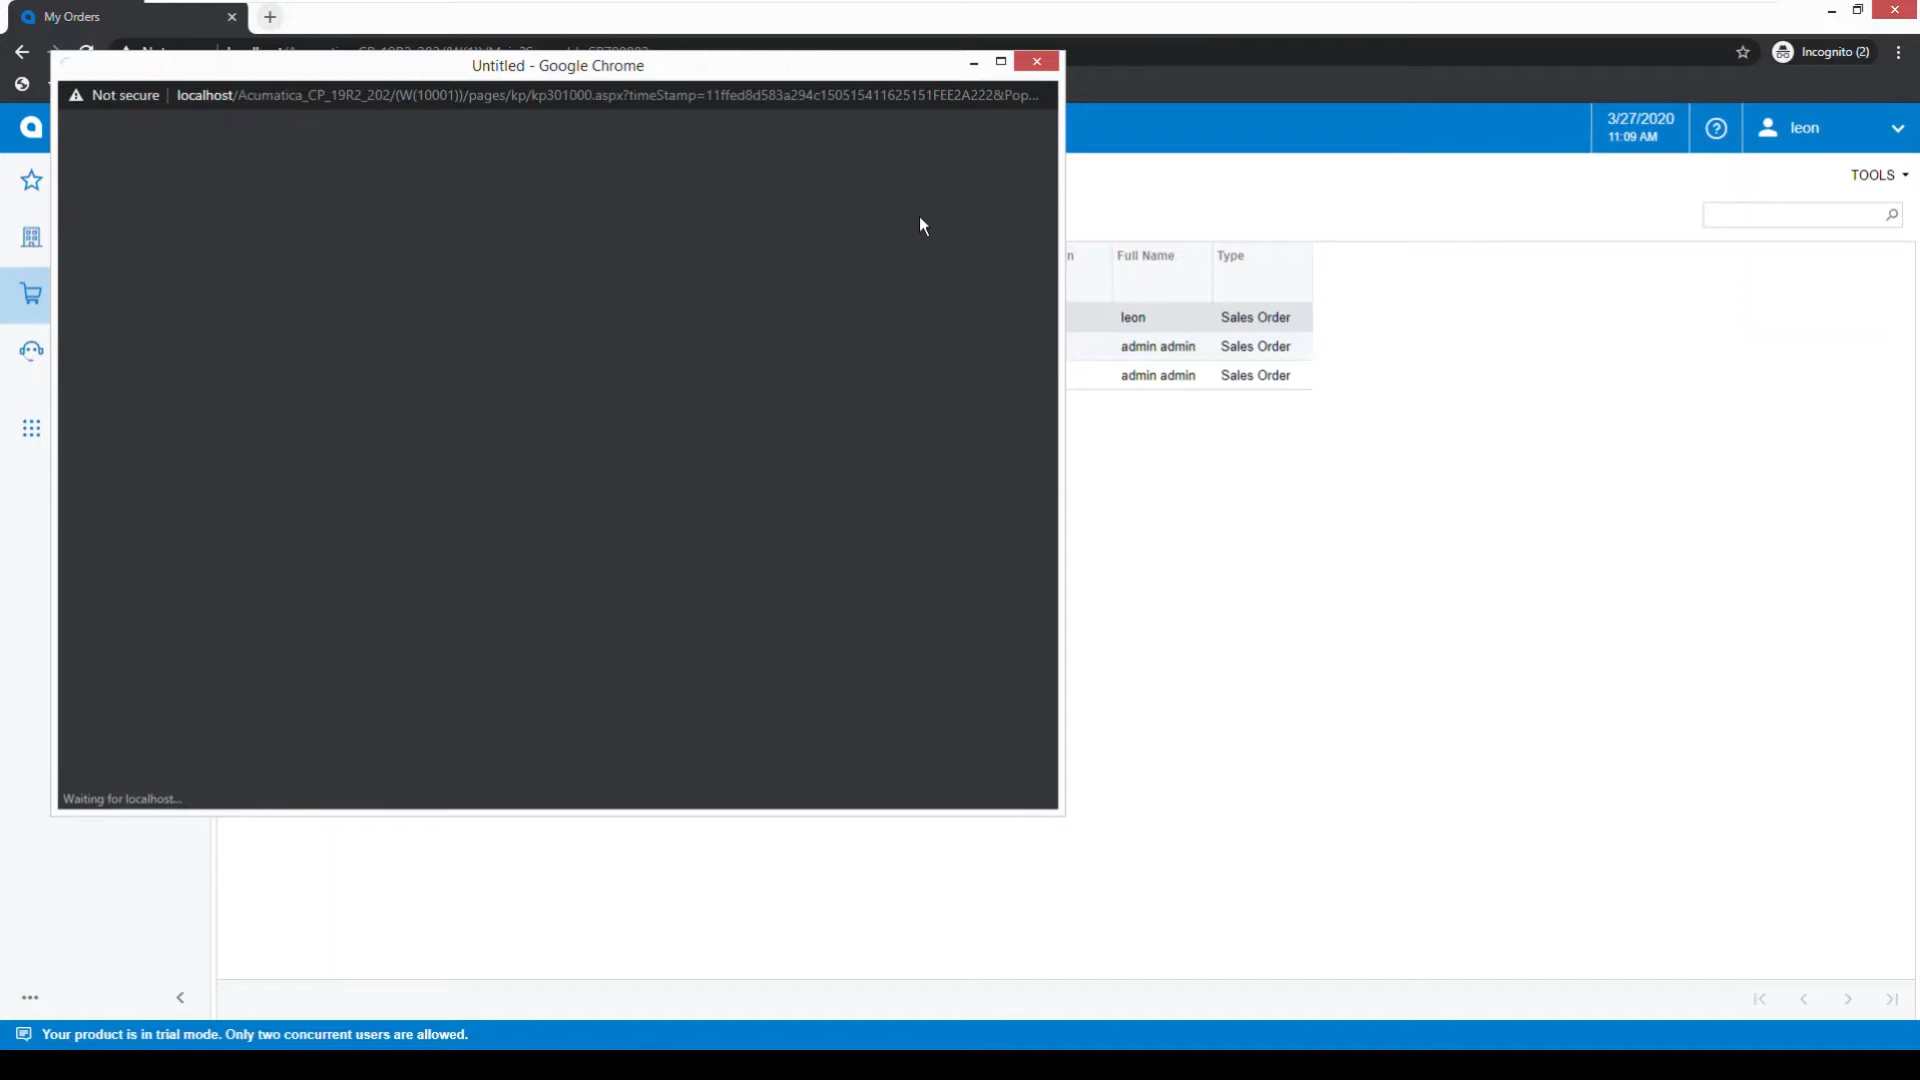 My Orders
Incognito (2)
Untitled - Google Chrome
Not secure | localhost/Acumatica_CP_19R2_202/(W(10001))/pages/kp/kp301000.aspx?timeStamp=11ffed8d583a294c150515411625151FEE2A222&Pop...
3/27/2020
11:09 AM
leon
TOOLS
n Full Name Type
leon Sales Order
admin admin Sales Order
admin admin Sales Order
Waiting for localhost...
Your product is in trial mode. Only two concurrent users are allowed.